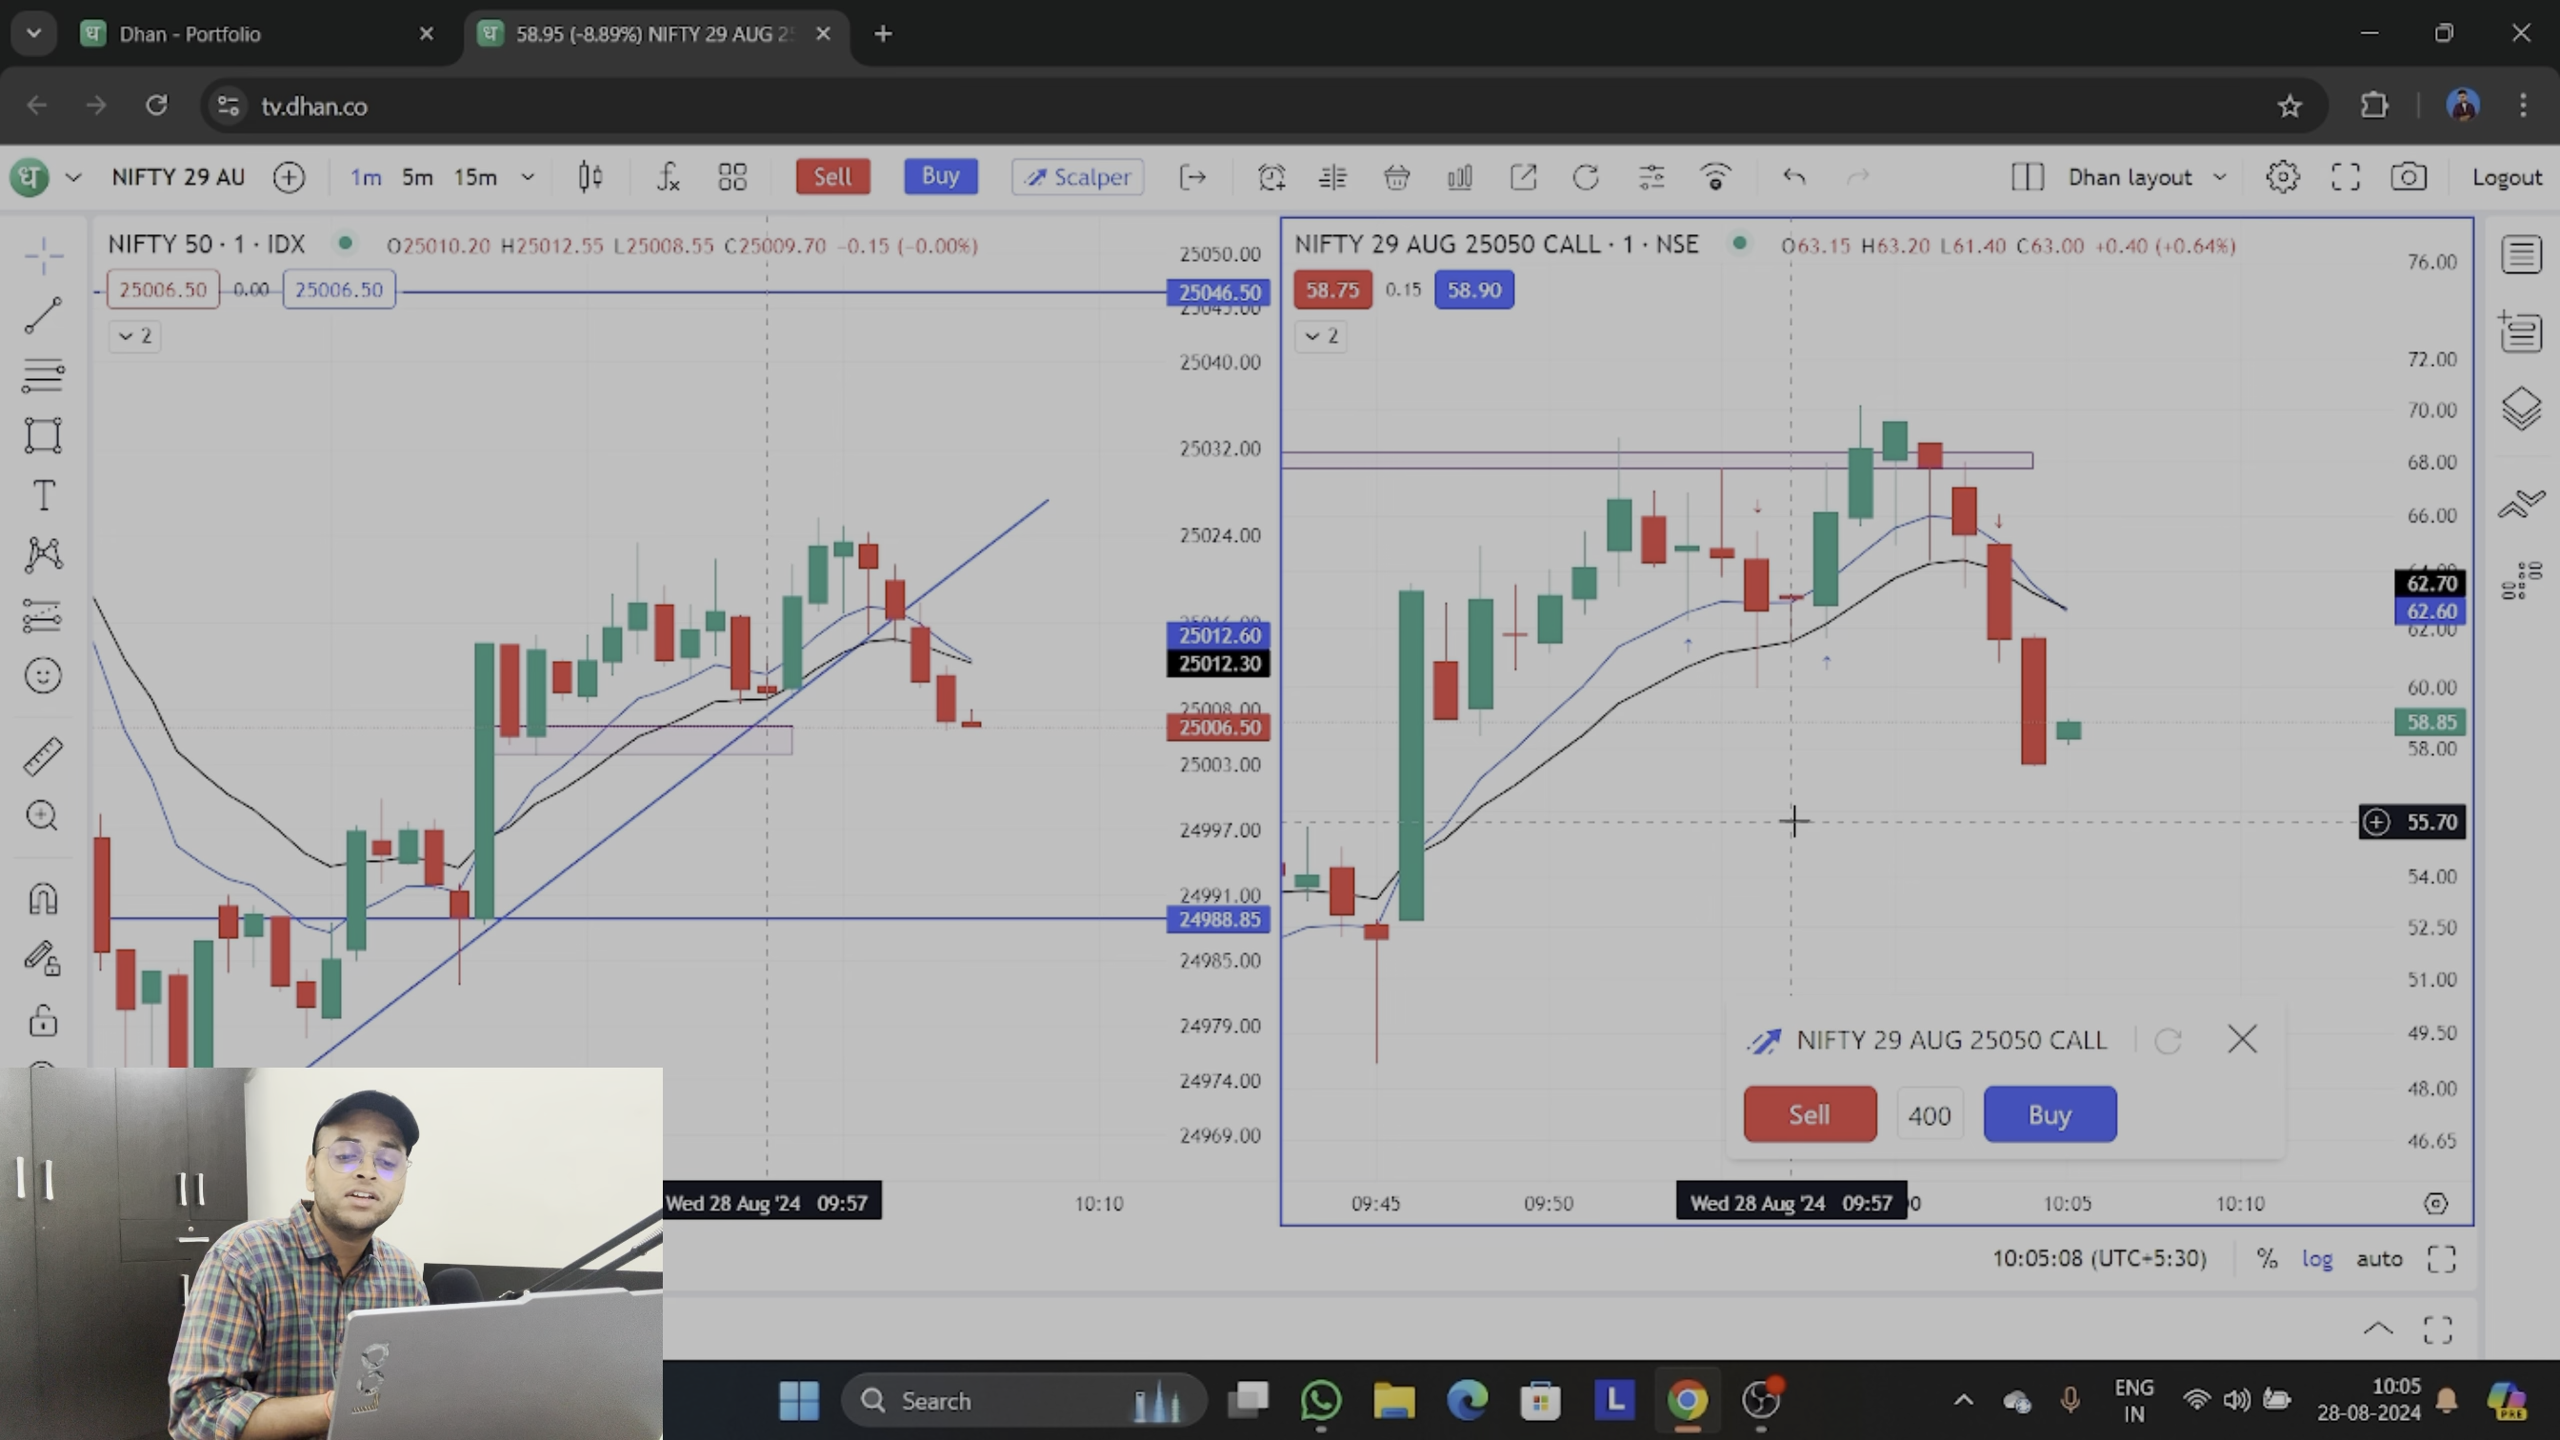 Dhan - Portfolio
58.95 (-8.89%) NIFTY 29 AUG 25
tv.dhan.co
NIFTY 29 AU
1m 5m 15m
Sell
Buy
Scalper
Dhan layout
Logout
NIFTY 50 · 1 · IDX
O25010.20 H25012.55 L25008.55 C25009.70 −0.15 (−0.00%)
25006.50 0.00 25006.50
2
25050.00
25046.50
25040.00
25032.00
25024.00
25012.60
25012.30
25008.00
25006.50
25003.00
24997.00
24991.00
24988.85
24985.00
24979.00
24974.00
24969.00
Wed 28 Aug '24 09:57
10:10
NIFTY 29 AUG 25050 CALL · 1 · NSE
O63.15 H63.20 L61.40 C63.00 +0.40 (+0.64%)
58.75 0.15 58.90
2
76.00
72.00
70.00
68.00
66.00
62.70
62.60
62.00
60.00
58.85
58.00
55.70
54.00
52.50
51.00
49.50
48.00
46.65
NIFTY 29 AUG 25050 CALL
Sell 400 Buy
09:45 09:50 Wed 28 Aug '24 09:57 10:05 10:10
10:05:08 (UTC+5:30) % log auto
Search
L
ENG
IN
10:05
28-08-2024
PRE